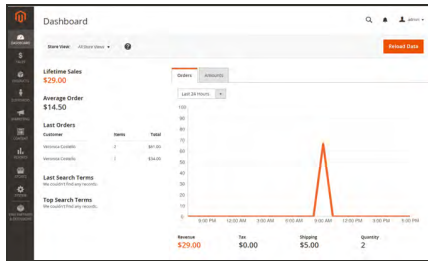 Dashboard
admin
DASHBOARD
Store View: All Store Views
Reload Data
SALES
PRODUCTS
CUSTOMERS
MARKETING
CONTENT
REPORTS
STORES
SYSTEM
Lifetime Sales
$29.00
Average Order
$14.50
Last Orders
Customer Items Total
Veronica Costello 2
Veronica Costello 1 $34.00
Last Search Terms
We couldn't find any records.
Top Search Terms
We couldn't find any records.
Orders Amounts
Last 24 Hours
100
90
80
70
60
50
40
30
20
10
0
9:00 PM 12:00 AM 3:00 AM 6:00 AM 9:00 AM 12:00 PM 3:00 PM
Revenue Tax Shipping Quantity
$29.00 $0.00 $5.00 2